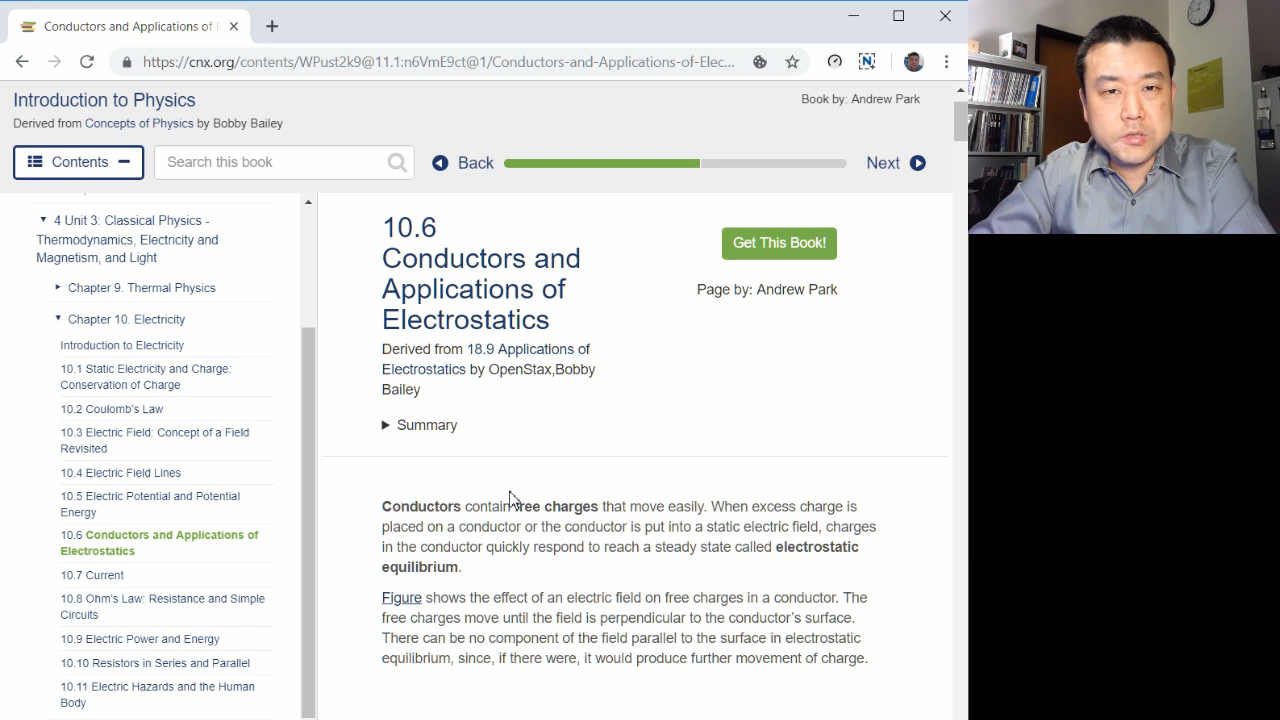 Conductors and Applications of
https://cnx.org/contents/WPust2k9@11.1:n6VmE9ct@1/Conductors-and-Applications-of-Elec...
Introduction to Physics
Book by: Andrew Park
Derived from Concepts of Physics by Bobby Bailey
Contents
Search this book
Back
Next
4 Unit 3: Classical Physics -
Thermodynamics, Electricity and
Magnetism, and Light
Chapter 9. Thermal Physics
Chapter 10. Electricity
Introduction to Electricity
10.1 Static Electricity and Charge:
Conservation of Charge
10.2 Coulomb's Law
10.3 Electric Field: Concept of a Field
Revisited
10.4 Electric Field Lines
10.5 Electric Potential and Potential
Energy
10.6 Conductors and Applications of
Electrostatics
10.7 Current
10.8 Ohm's Law: Resistance and Simple
Circuits
10.9 Electric Power and Energy
10.10 Resistors in Series and Parallel
10.11 Electric Hazards and the Human
Body
10.6
Conductors and
Applications of
Electrostatics
Get This Book!
Page by: Andrew Park
Derived from 18.9 Applications of
Electrostatics by OpenStax,Bobby
Bailey
Summary
Conductors contain free charges that move easily. When excess charge is
placed on a conductor or the conductor is put into a static electric field, charges
in the conductor quickly respond to reach a steady state called electrostatic
equilibrium.
Figure shows the effect of an electric field on free charges in a conductor. The
free charges move until the field is perpendicular to the conductor's surface.
There can be no component of the field parallel to the surface in electrostatic
equilibrium, since, if there were, it would produce further movement of charge.